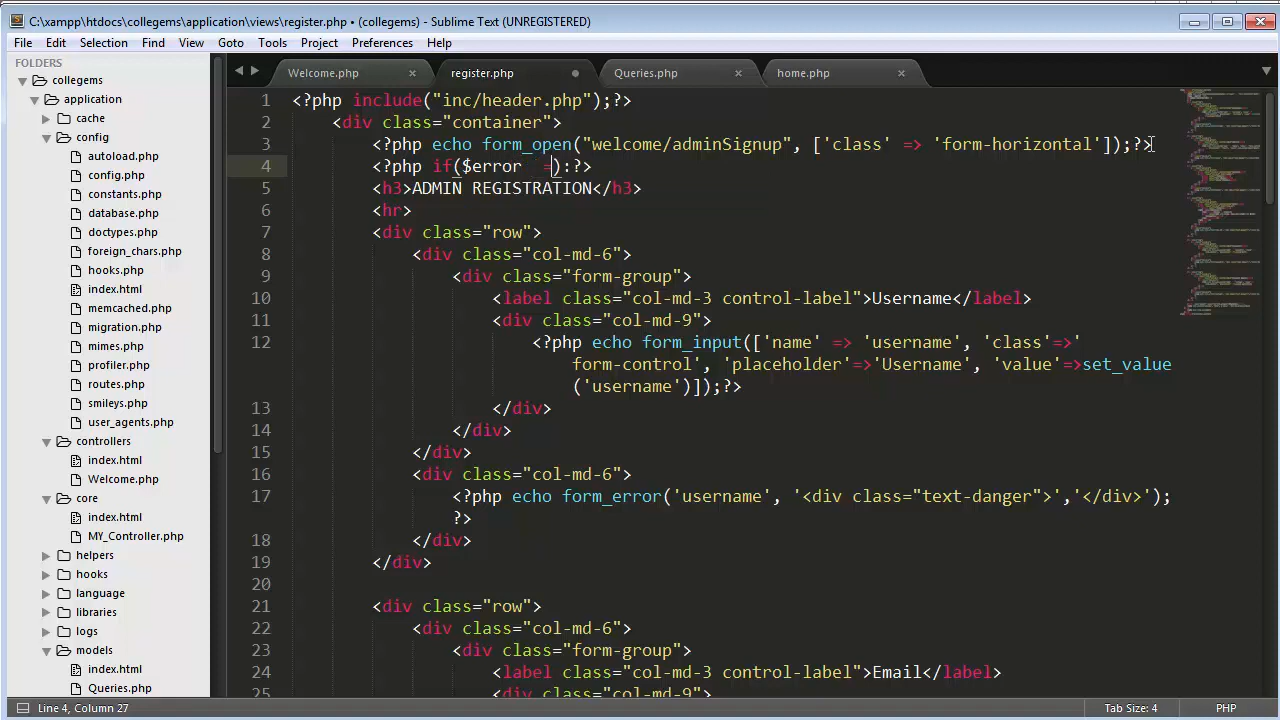 C:\xampp\htdocs\collegems\application\views\register.php • (collegems) - Sublime Text (UNREGISTERED)
File Edit Selection Find View Goto Tools Project Preferences Help
FOLDERS
collegems
application
cache
config
autoload.php
config.php
constants.php
database.php
doctypes.php
foreign_chars.php
hooks.php
index.html
memcached.php
migration.php
mimes.php
profiler.php
routes.php
smileys.php
user_agents.php
controllers
index.html
Welcome.php
core
index.html
MY_Controller.php
helpers
hooks
language
libraries
logs
models
index.html
Queries.php
Welcome.php register.php Queries.php home.php
1 <?php include("inc/header.php");?>
2 <div class="container">
3 <?php echo form_open("welcome/adminSignup", ['class' => 'form-horizontal']);?>
4 <?php if($error =):?>
5 <h3>ADMIN REGISTRATION</h3>
6 <hr>
7 <div class="row">
8 <div class="col-md-6">
9 <div class="form-group">
10 <label class="col-md-3 control-label">Username</label>
11 <div class="col-md-9">
12 <?php echo form_input(['name' => 'username', 'class'=>'
form-control', 'placeholder'=>'Username', 'value'=>set_value
('username')]);?>
13 </div>
14 </div>
15 </div>
16 <div class="col-md-6">
17 <?php echo form_error('username', '<div class="text-danger">','</div>');
?>
18 </div>
19 </div>
20
21 <div class="row">
22 <div class="col-md-6">
23 <div class="form-group">
24 <label class="col-md-3 control-label">Email</label>
25 <div class="col-md-9">
Line 4, Column 27 Tab Size: 4 PHP